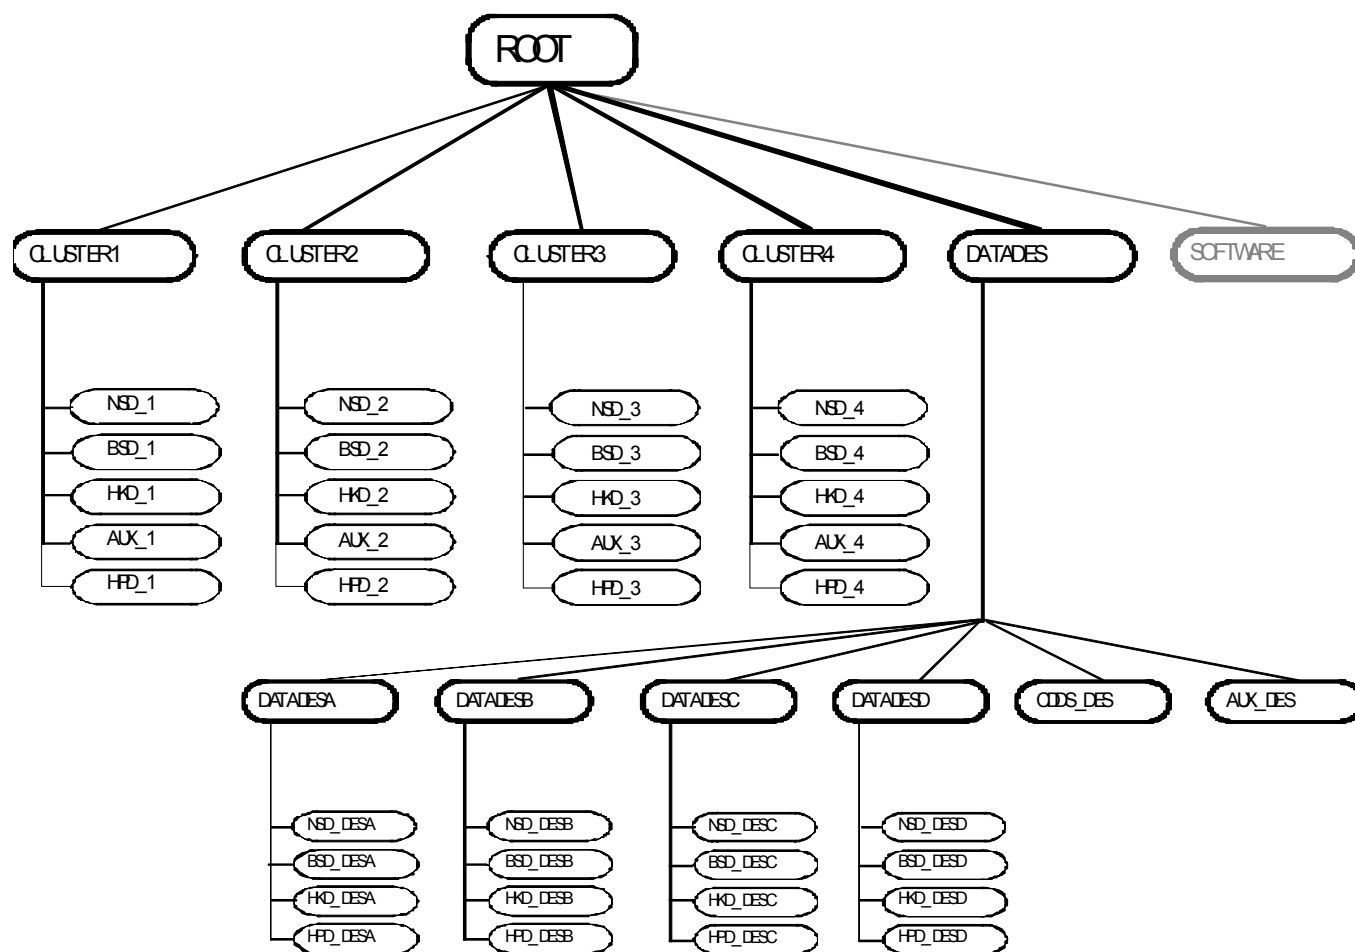 ROOT
CLUSTER1
CLUSTER2
CLUSTER3
CLUSTER4
DATADES
SOFTWARE
NSD_1
NSD_2
NSD_3
NSD_4
BSD_1
BSD_2
BSD_3
BSD_4
HKD_1
HKD_2
HKD_3
HKD_4
AUX_1
AUX_2
AUX_3
AUX_4
HPD_1
HPD_2
HPD_3
HPD_4
DATADESA
DATADESB
DATADESC
DATADESD
CDDS_DES
AUX_DES
NSD_DESA
NSD_DESB
NSD_DESC
NSD_DESD
BSD_DESA
BSD_DESB
BSD_DESC
BSD_DESD
HKD_DESA
HKD_DESB
HKD_DESC
HKD_DESD
HPD_DESA
HPD_DESB
HPD_DESC
HPD_DESD